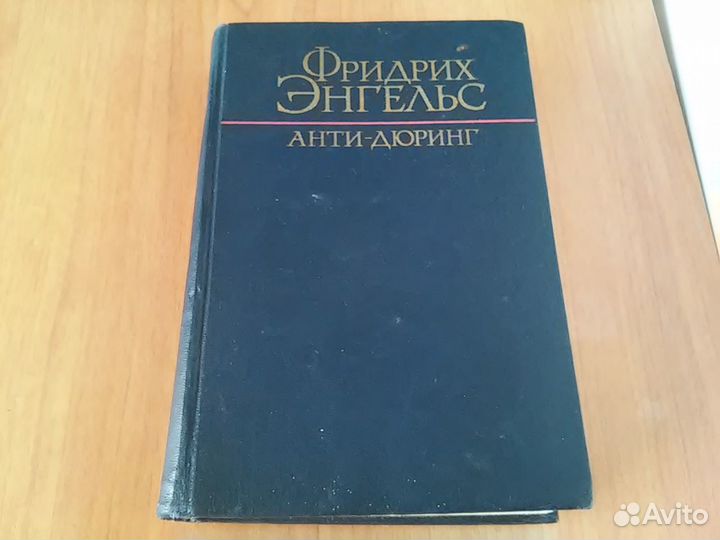 Фридрих
Энгельс
Анти-Дюринг
Avito